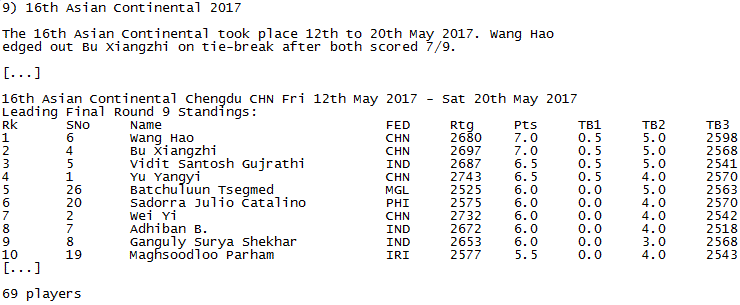 9) 16th Asian Continental 2017
The 16th Asian Continental took place 12th to 20th May 2017. Wang Hao
edged out Bu Xiangzhi on tie-break after both scored 7/9.
[...]
16th Asian Continental Chengdu CHN Fri 12th May 2017 - Sat 20th May 2017
Leading Final Round 9 Standings:
Rk SNo Name FED Rtg Pts TB1 TB2 TB3
1 6 Wang Hao CHN 2680 7.0 0.5 5.0 2598
2 4 Bu Xiangzhi CHN 2697 7.0 0.5 5.0 2568
3 5 Vidit Santosh Gujrathi IND 2687 6.5 0.5 5.0 2541
4 1 Yu Yangyi CHN 2743 6.5 0.5 4.0 2570
5 26 Batchuluun Tsegmed MGL 2525 6.0 0.0 5.0 2563
6 20 Sadorra Julio Catalino PHI 2575 6.0 0.0 4.0 2570
7 2 Wei Yi CHN 2732 6.0 0.0 4.0 2542
8 7 Adhiban B. IND 2672 6.0 0.0 4.0 2518
9 8 Ganguly Surya Shekhar IND 2653 6.0 0.0 3.0 2568
10 19 Maghsoodloo Parham IRI 2577 5.5 0.0 4.0 2543
[...]
69 players